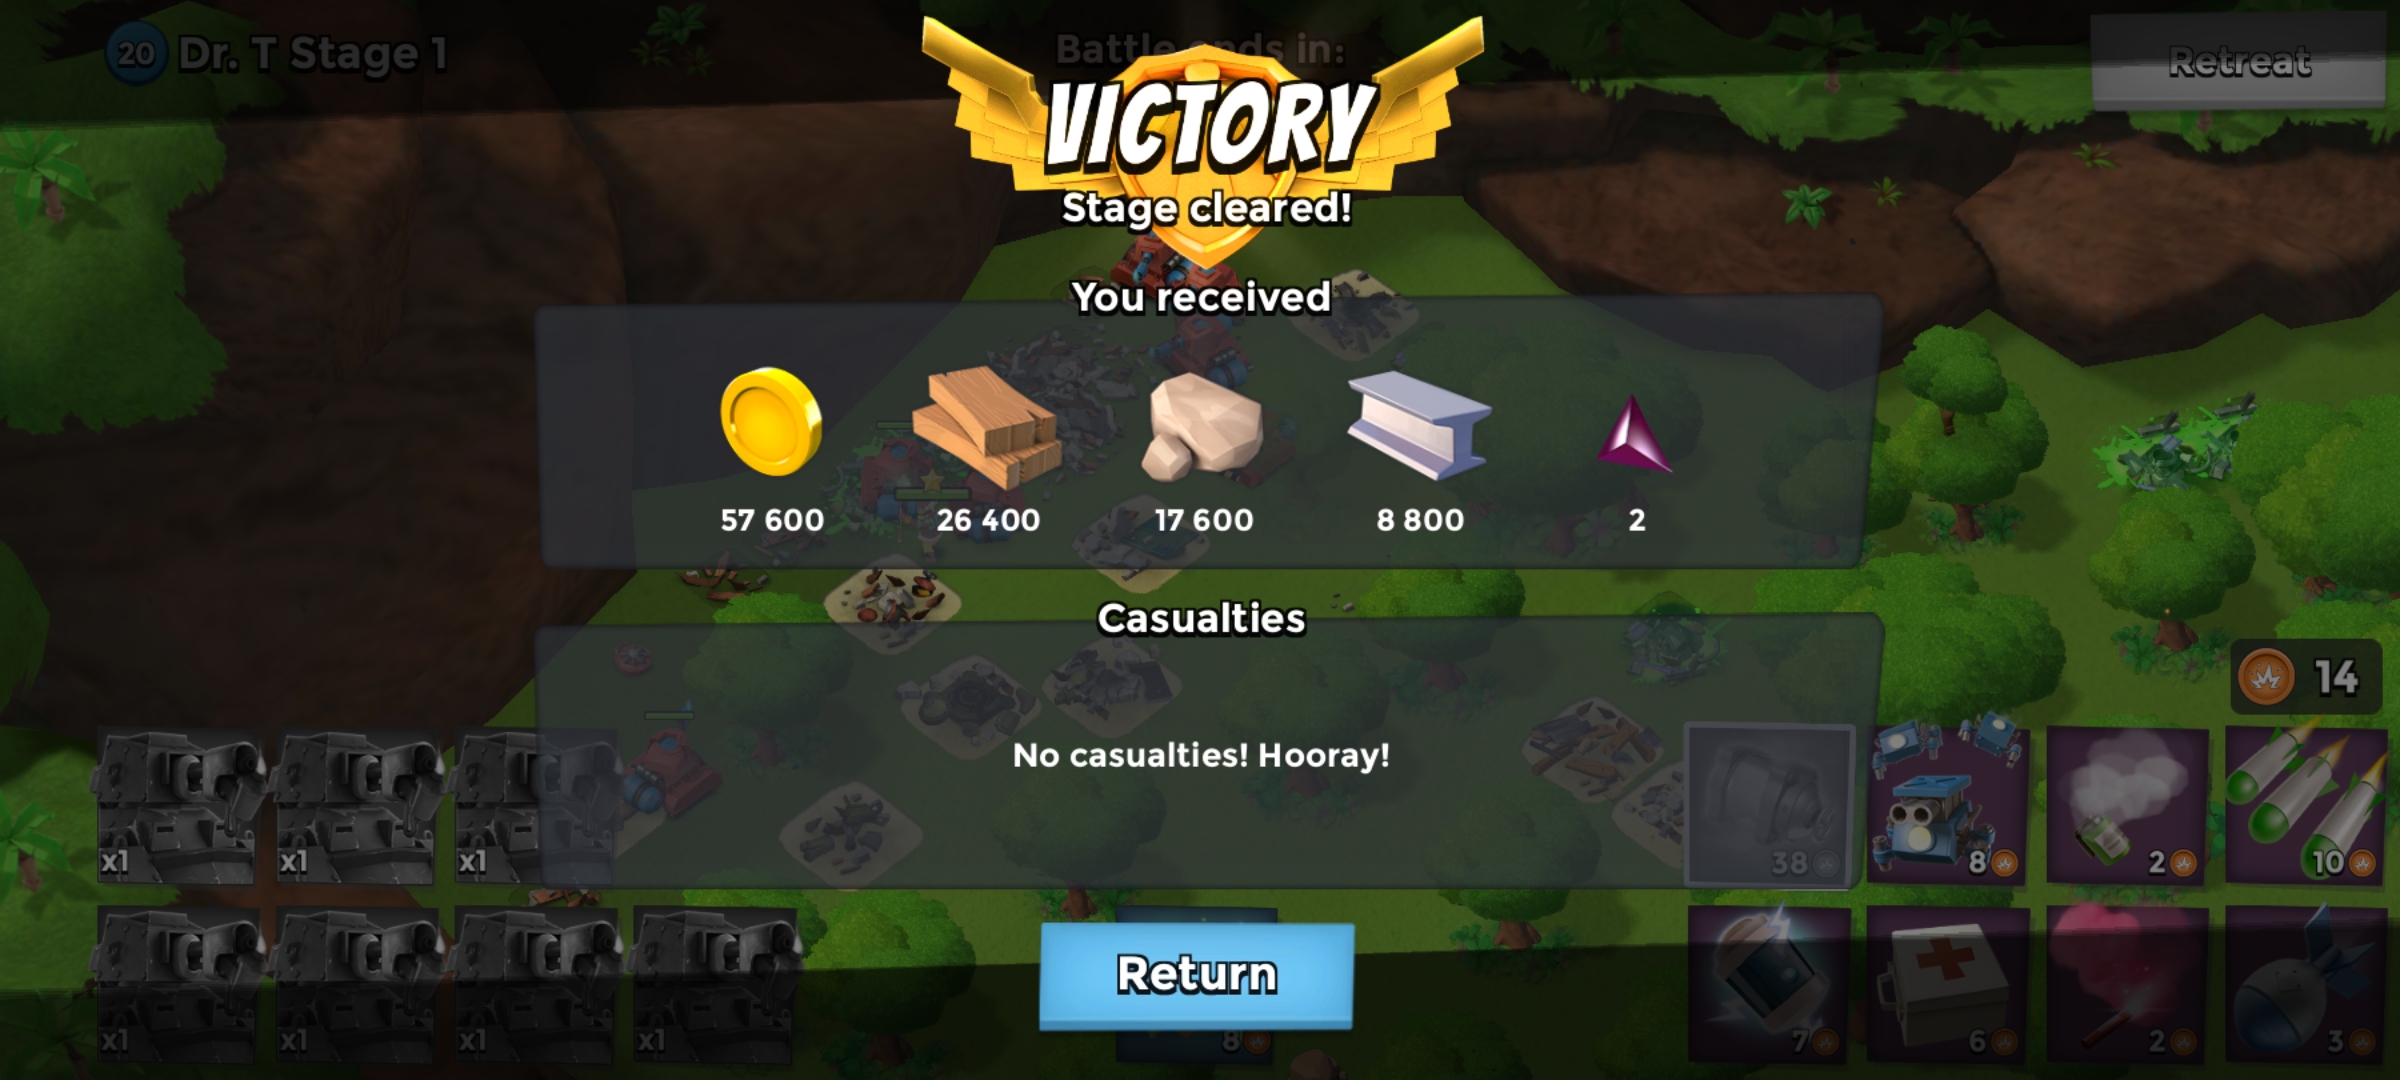 20 Dr. T Stage 1
Battle ends in:
Retreat
VICTORY
Stage cleared!
You received
57 600
26 400
17 600
8 800
2
Casualties
No casualties! Hooray!
14
x1
x1
x1
38
8
2
10
x1
x1
x1
x1
8
7
6
2
3
Return